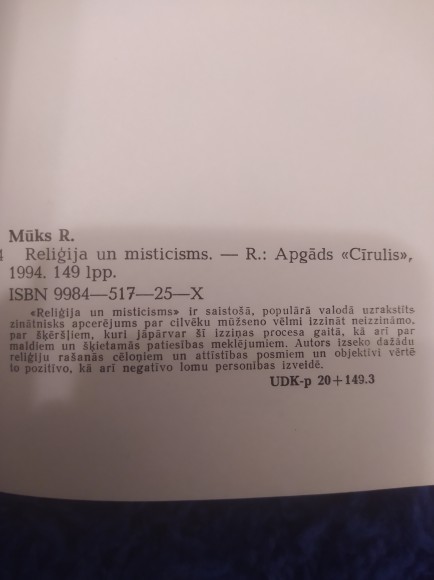 Mūks R.
4 Reliģija un misticisms. — R.: Apgāds «Cīrulis»,
1994. 149 lpp.
ISBN 9984—517—25—X
«Reliģija un misticisms» ir saistošā, populārā valodā uzrakstīts
zinātnisks apcerējums par cilvēku mūžseno vēlmi izzināt neizzināmo,
par šķēršļiem, kuri jāpārvar šī izziņas procesa gaitā, kā arī par
maldiem un šķietamās patiesības meklējumiem. Autors izseko dažādu
reliģiju rašanās cēloņiem un attīstības posmiem un objektīvi vērtē
to pozitīvo, kā arī negatīvo lomu personības izveidē.
UDK-p 20+149.3